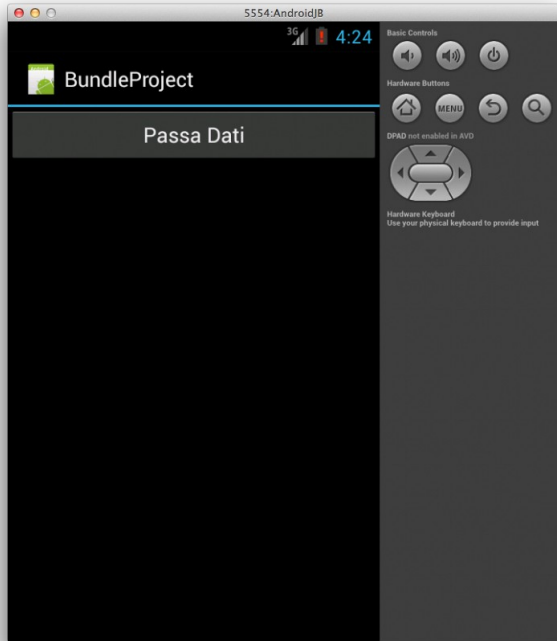 5554:AndroidJB
3G 4:24
BundleProject
Passa Dati
Basic Controls
Hardware Buttons
MENU
DPAD not enabled in AVD
Hardware Keyboard
Use your physical keyboard to provide input